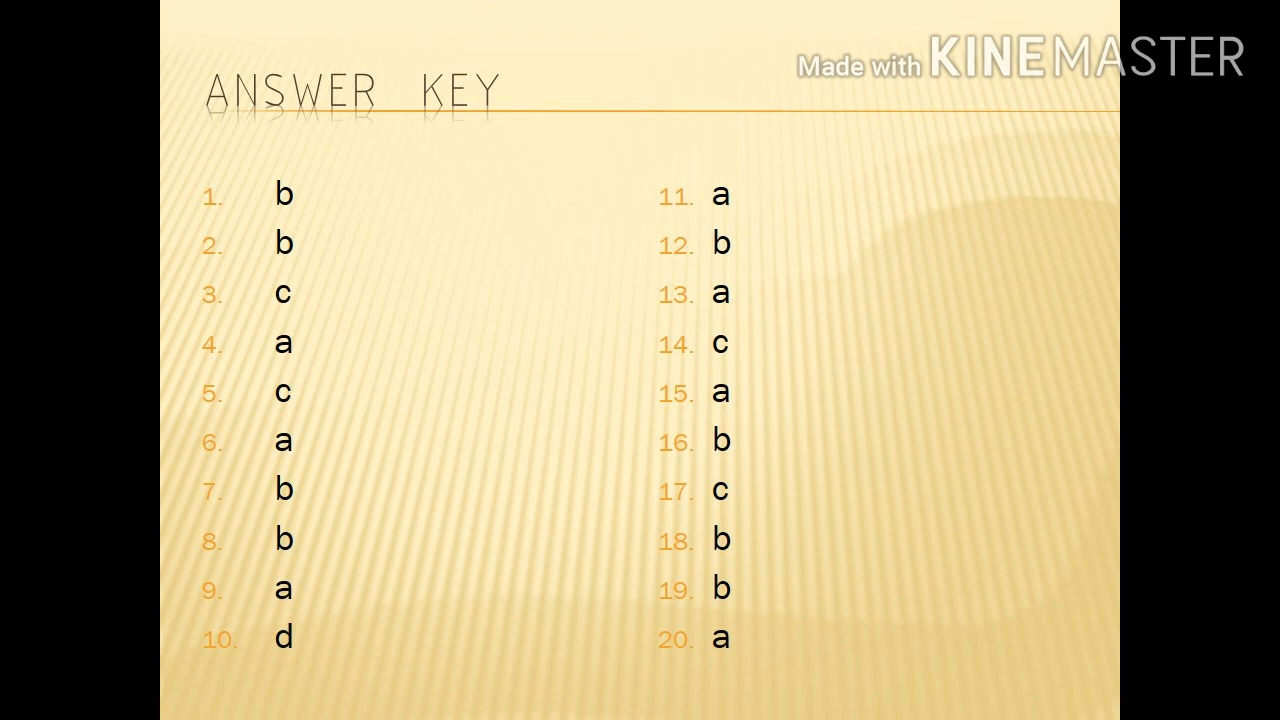 Made with KINEMASTER
ANSWER KEY
1. b
2. b
3. c
4. a
5. c
6. a
7. b
8. b
9. a
10. d
11. a
12. b
13. a
14. c
15. a
16. b
17. c
18. b
19. b
20. a